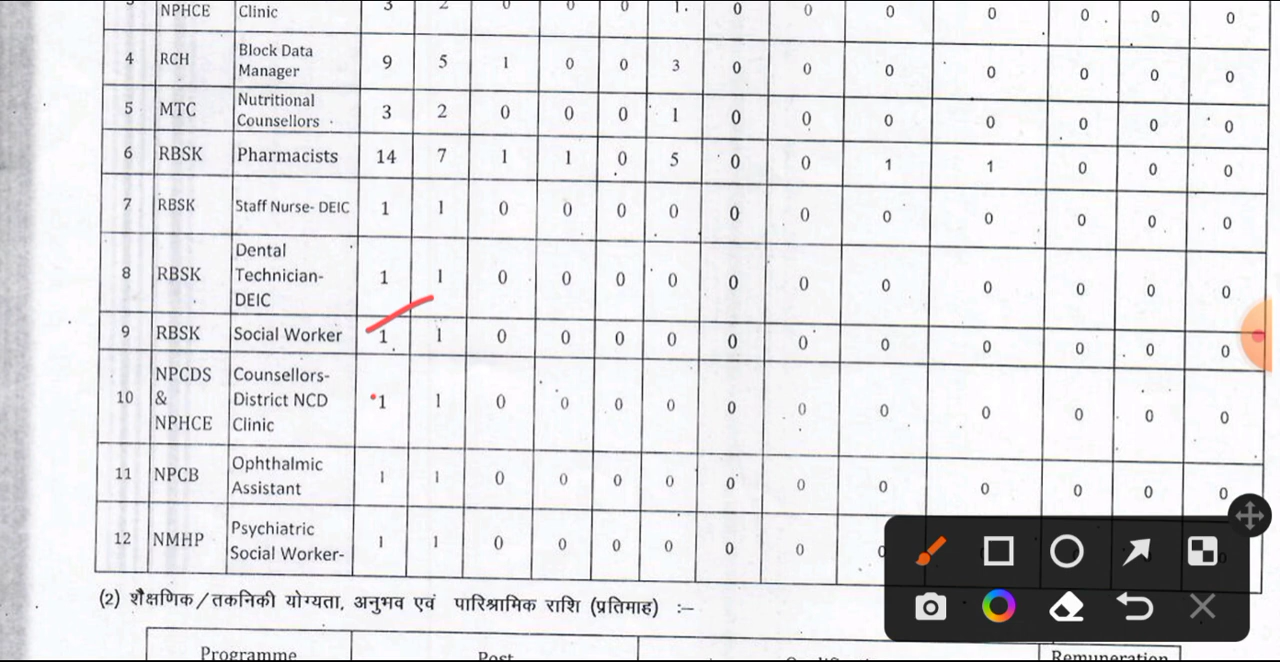 NPHCE Clinic 3 2 0 0 0 1 0 0 0 0 0 0 0
4 RCH Block Data Manager 9 5 1 0 0 3 0 0 0 0 0 0 0
5 MTC Nutritional Counsellors 3 2 0 0 0 1 0 0 0 0 0 0 0
6 RBSK Pharmacists 14 7 1 1 0 5 0 0 1 1 0 0 0
7 RBSK Staff Nurse- DEIC 1 1 0 0 0 0 0 0 0 0 0 0 0
8 RBSK Dental Technician- DEIC 1 1 0 0 0 0 0 0 0 0 0 0 0
9 RBSK Social Worker 1 1 0 0 0 0 0 0 0 0 0 0 0
10 NPCDS & NPHCE Counsellors- District NCD Clinic 1 1 0 0 0 0 0 0 0 0 0 0 0
11 NPCB Ophthalmic Assistant 1 1 0 0 0 0 0 0 0 0 0 0 0
12 NMHP Psychiatric Social Worker- 1 1 0 0 0 0 0 0 0
(2) शैक्षणिक/तकनिकी योग्यता, अनुभव एवं पारिश्रामिक राशि (प्रतिमाह) :-
Programme Post Remuneration